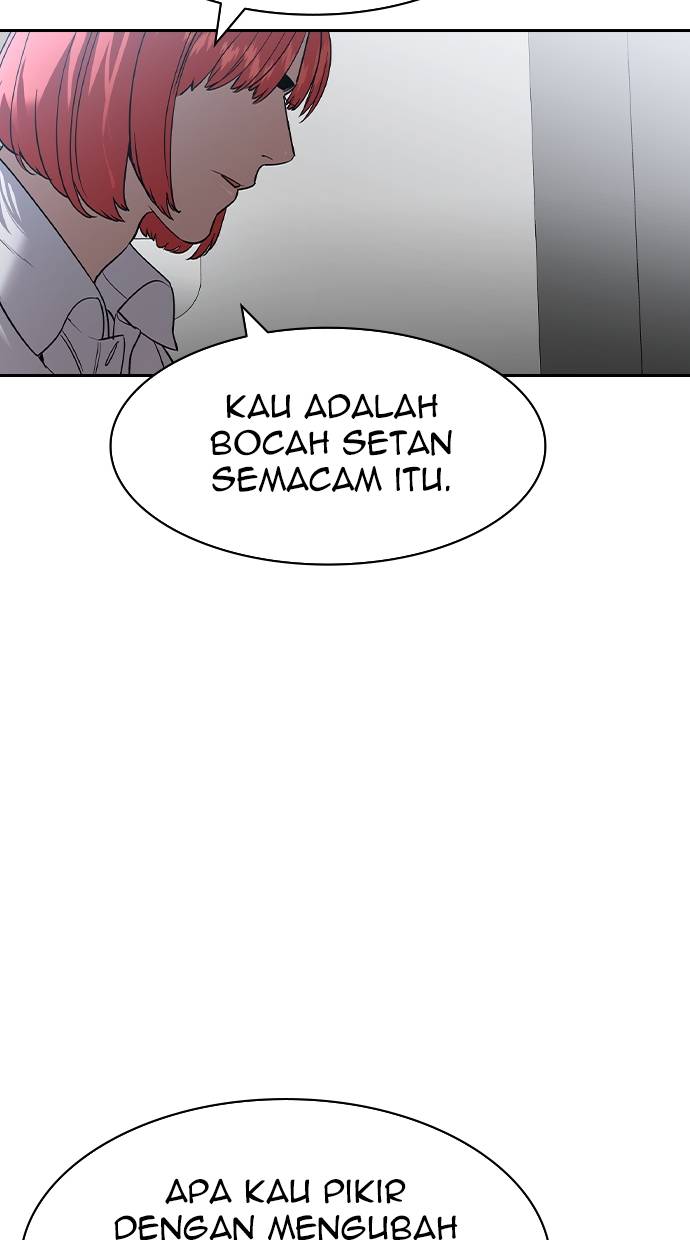 KAU ADALAH
BOCAH SETAN
SEMACAM ITU.
APA KAU PIKIR
DENGAN MENGUBAH